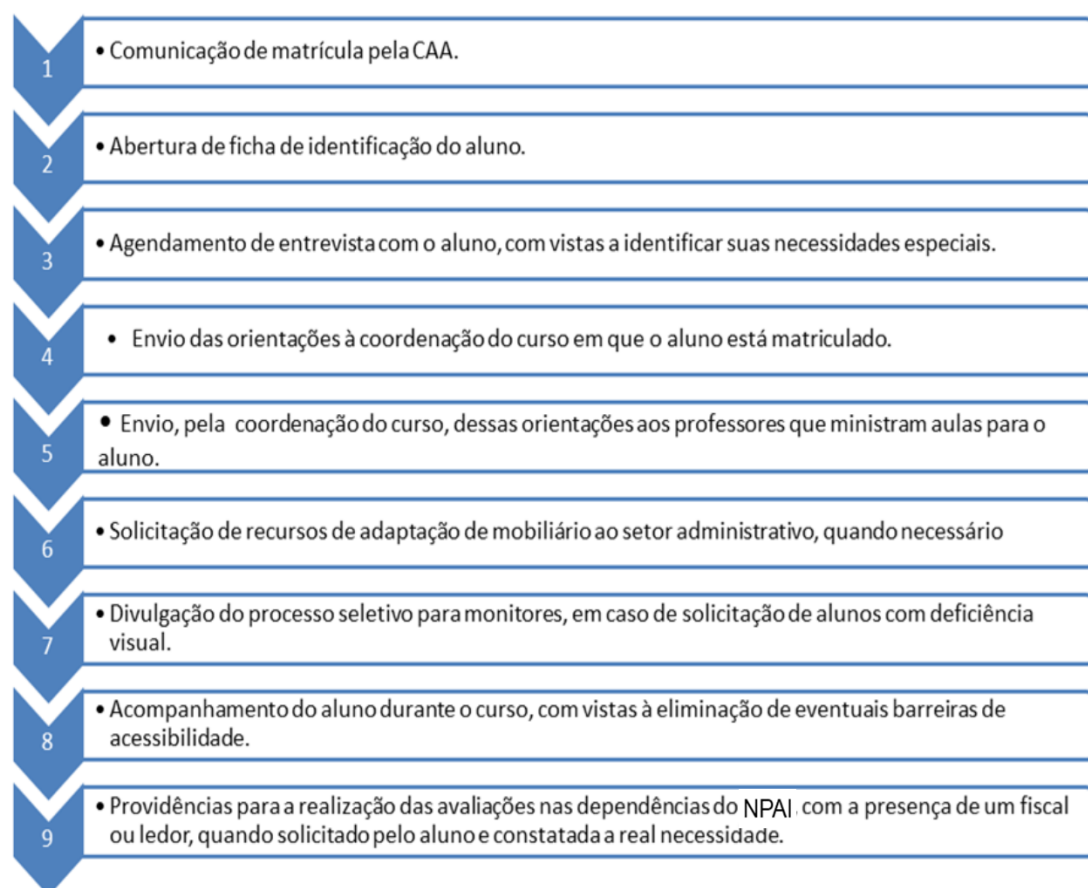 1
• Comunicação de matrícula pela CAA.
2
• Abertura de ficha de identificação do aluno.
3
• Agendamento de entrevista com o aluno, com vistas a identificar suas necessidades especiais.
4
• Envio das orientações à coordenação do curso em que o aluno está matriculado.
5
• Envio, pela coordenação do curso, dessas orientações aos professores que ministram aulas para o
aluno.
6
• Solicitação de recursos de adaptação de mobiliário ao setor administrativo, quando necessário
7
• Divulgação do processo seletivo para monitores, em caso de solicitação de alunos com deficiência
visual.
8
• Acompanhamento do aluno durante o curso, com vistas à eliminação de eventuais barreiras de
acessibilidade.
9
• Providências para a realização das avaliações nas dependências do NPAI, com a presença de um fiscal
ou ledor, quando solicitado pelo aluno e constatada a real necessidade.